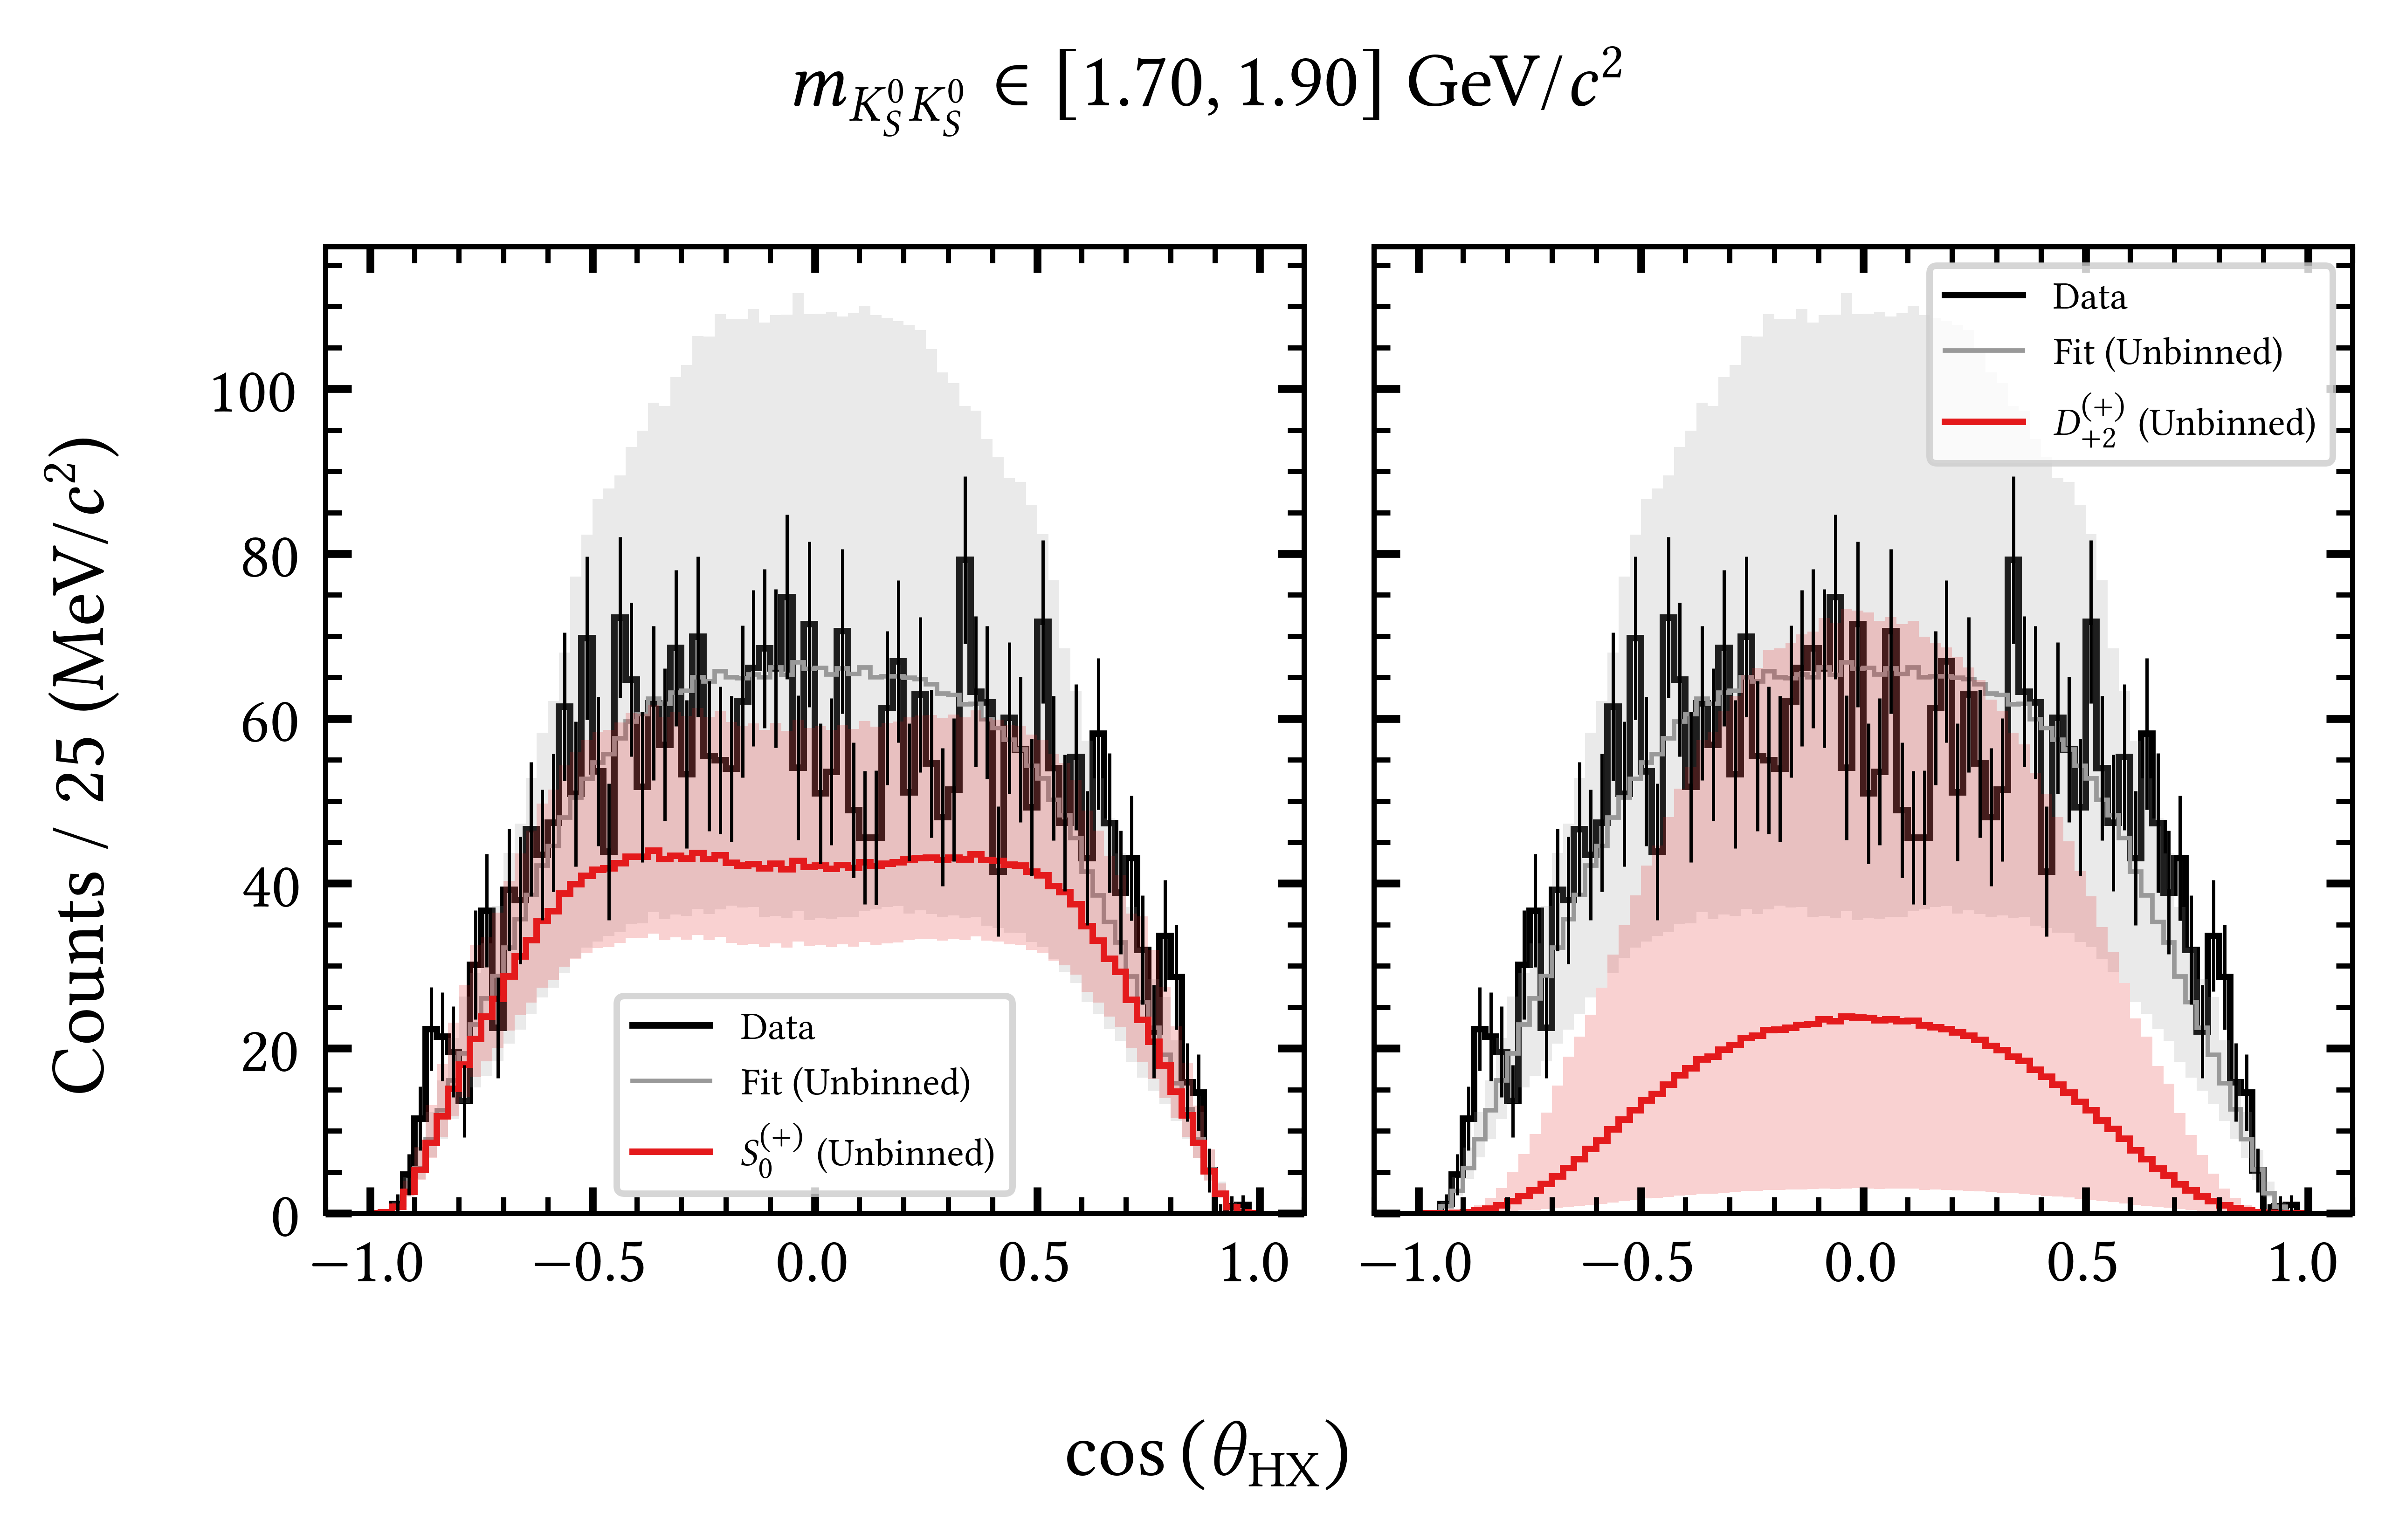 m_{K_S^0 K_S^0} ∈ [1.70, 1.90] GeV/c²
Counts / 25 (MeV/c²)
100
80
60
40
20
0
Data
Fit (Unbinned)
S_0^{(+)} (Unbinned)
Data
Fit (Unbinned)
D_{+2}^{(+)} (Unbinned)
−1.0 −0.5 0.0 0.5 1.0
−1.0 −0.5 0.0 0.5 1.0
cos (θ_HX)